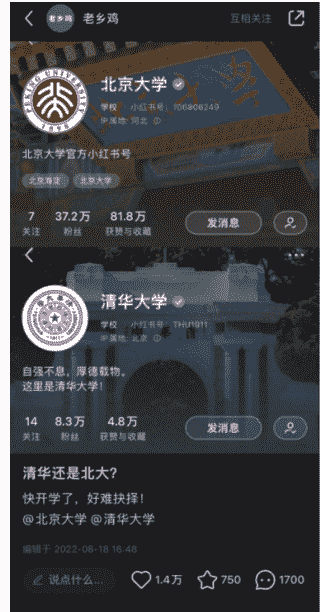 老乡鸡
老乡鸡
互相关注
北京大学
学校 · 小红书号：106806249
IP属地：河北
北京大学官方小红书号
北京海淀
北京大学
7 37.2万 81.8万
关注 粉丝 获赞与收藏
发消息
清华大学
学校 · 小红书号：THU1911
IP属地：北京
自强不息，厚德载物。
这里是清华大学！
14 8.3万 4.8万
关注 粉丝 获赞与收藏
发消息
清华还是北大？
快开学了，好难抉择！
@北京大学 @清华大学
编辑于 2022-08-18 16:48
说点什么... 1.4万 750 1700